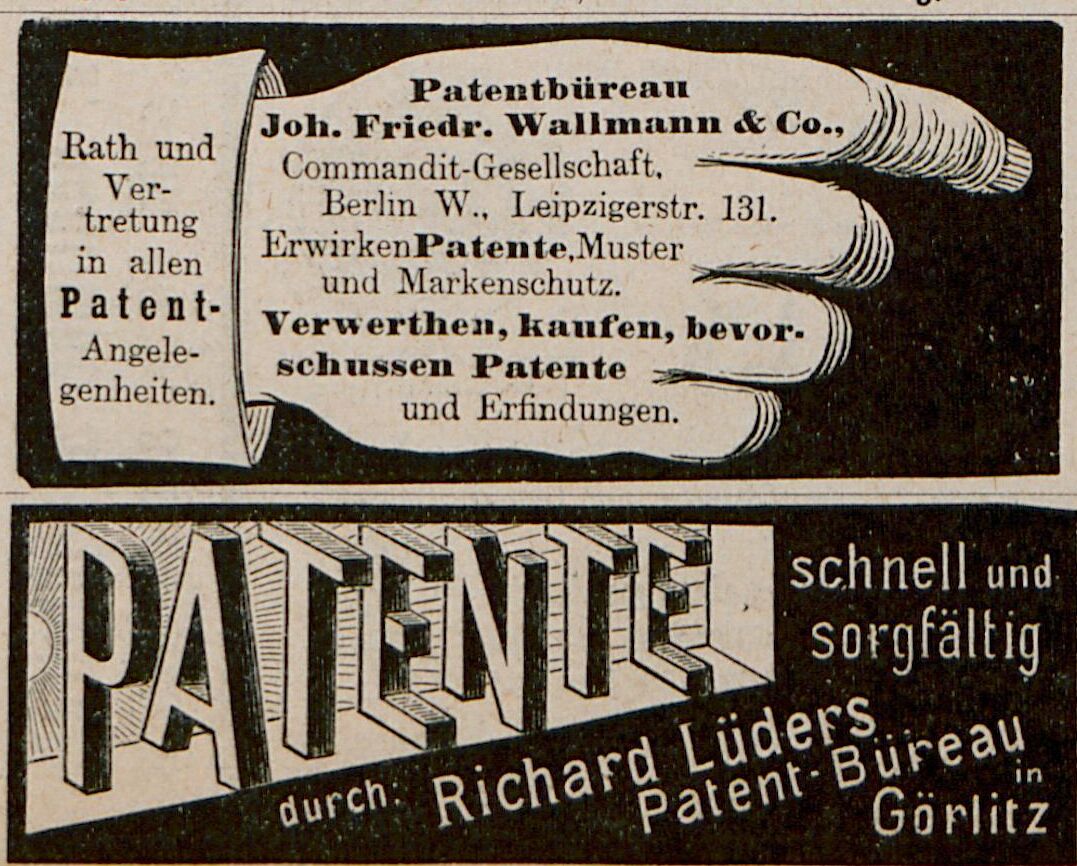 Rath und
Ver-
tretung
in allen
Patent-
Angele-
genheiten.
Patentbüreau
Joh. Friedr. Wallmann & Co.,
Commandit-Gesellschaft,
Berlin W., Leipzigerstr. 131.
Erwirken Patente, Muster
und Markenschutz.
Verwerthen, kaufen, bevor-
schussen Patente
und Erfindungen.
PATENTE
schnell und
sorgfältig
durch: Richard Lüders
Patent-Büreau
in
Görlitz